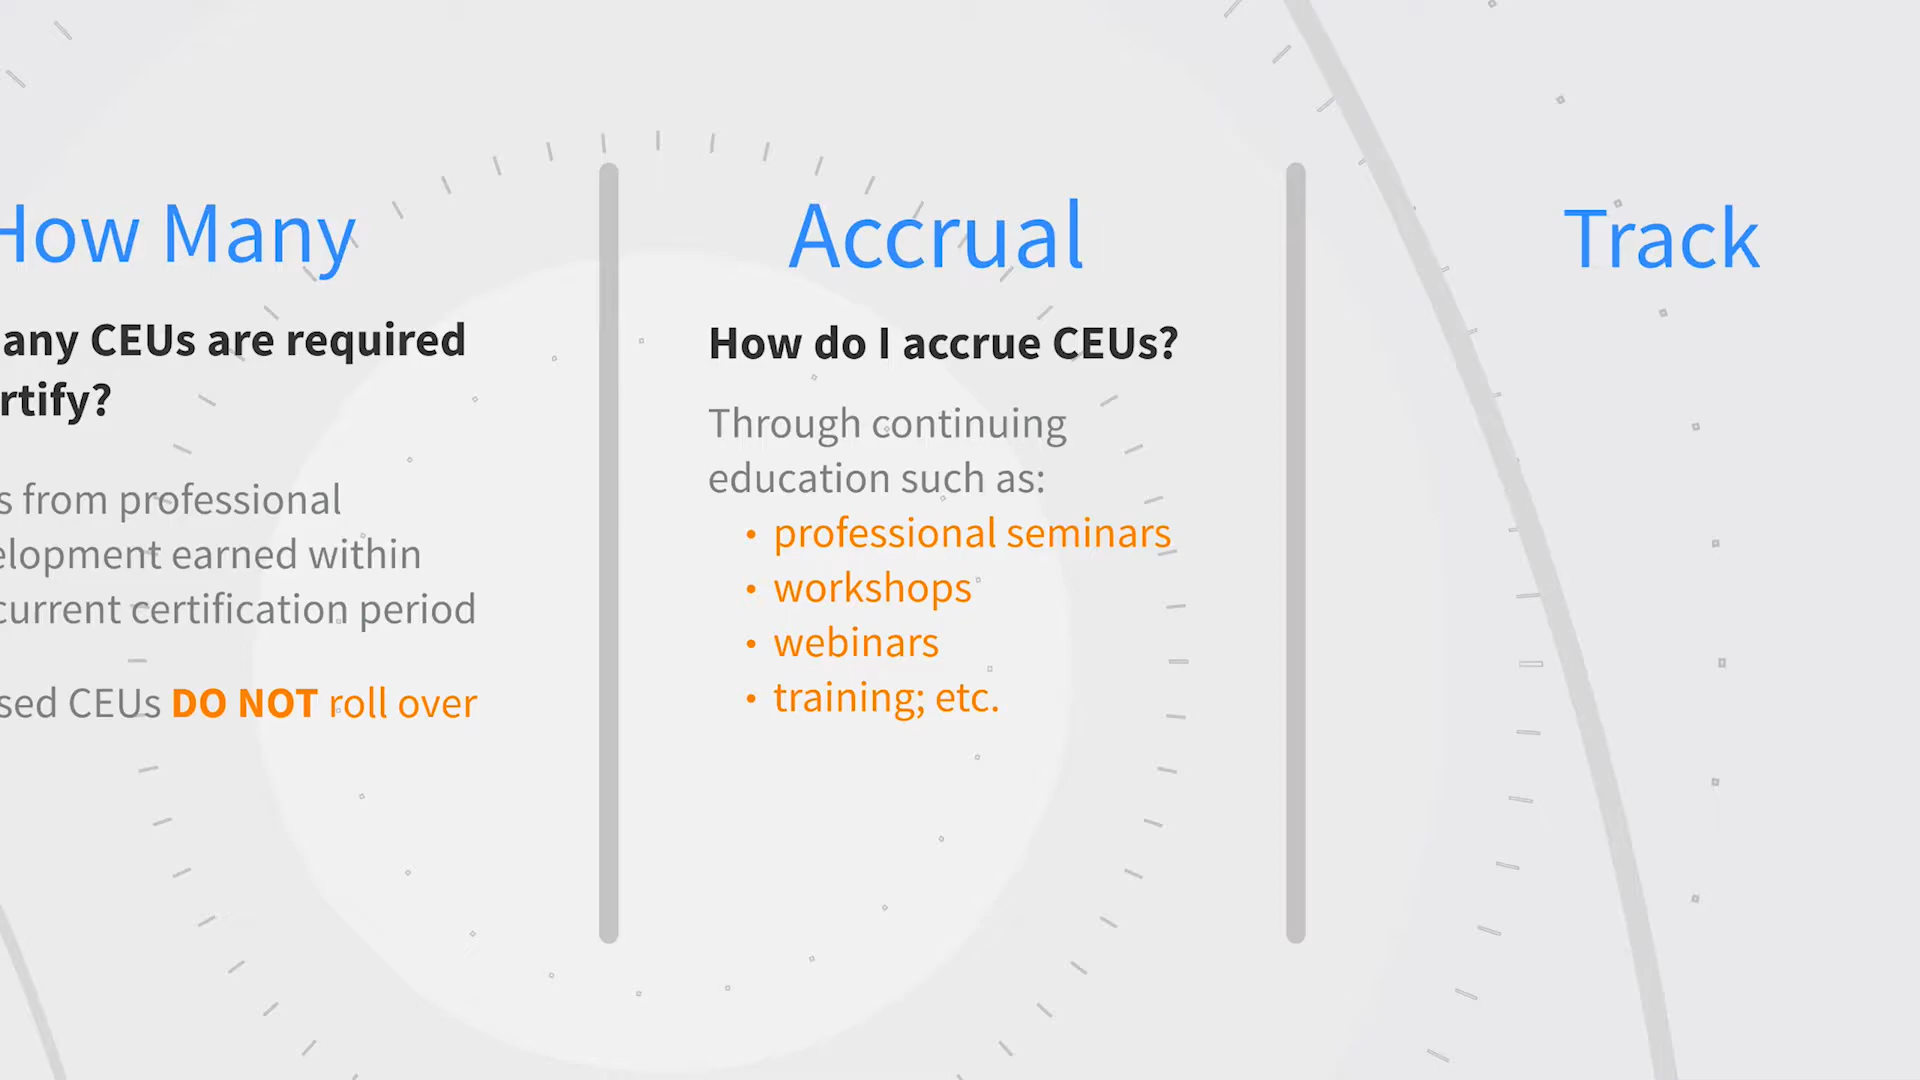 How Many
any CEUs are required
rtify?
s from professional
elopment earned within
current certification period
sed CEUs DO NOT roll over
Accrual
How do I accrue CEUs?
Through continuing
education such as:
• professional seminars
• workshops
• webinars
• training; etc.
Track